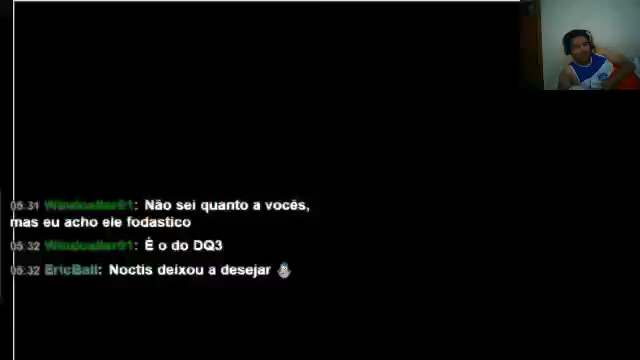 05:31 Windcaller01: Não sei quanto a vocês,
mas eu acho ele fodastico
05:32 Windcaller01: É o do DQ3
05:32 EricBall: Noctis deixou a desejar